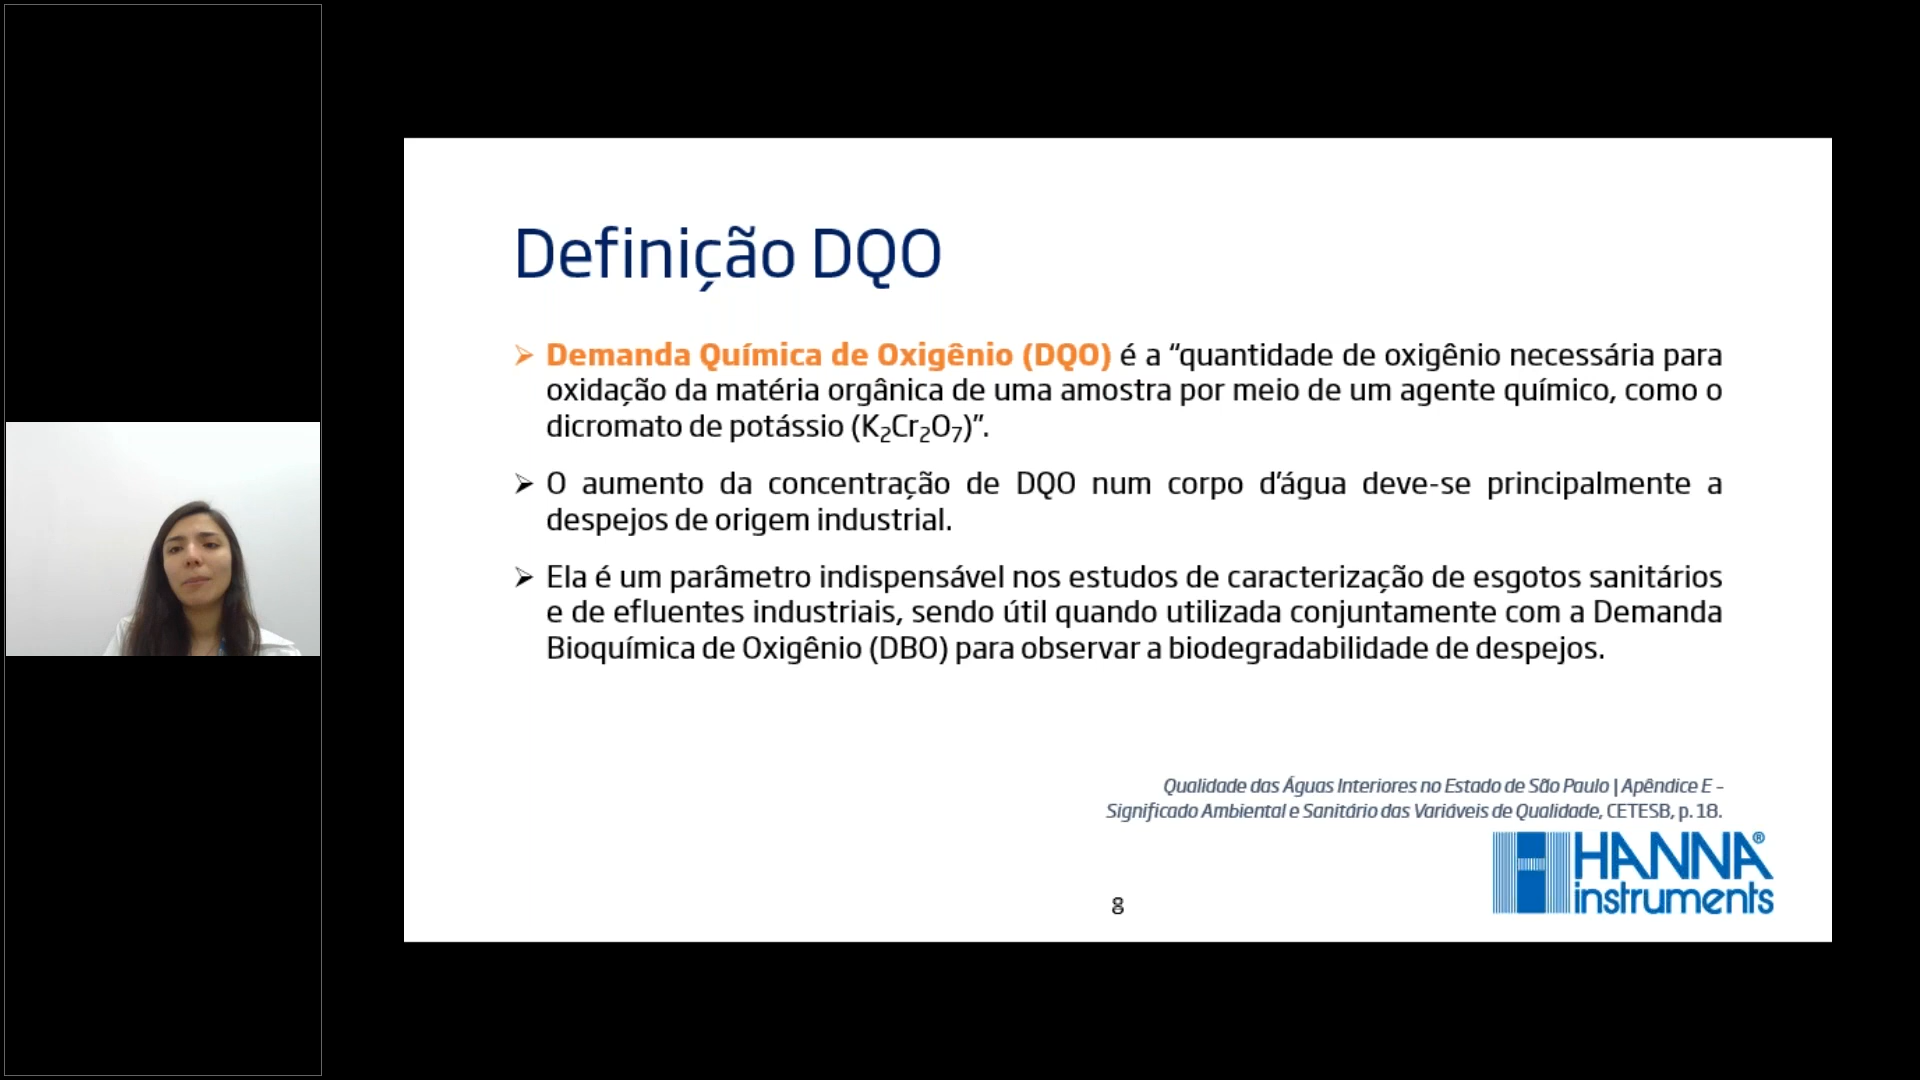 Definição DQO
➢ Demanda Química de Oxigênio (DQO) é a “quantidade de oxigênio necessária para
oxidação da matéria orgânica de uma amostra por meio de um agente químico, como o
dicromato de potássio (K₂Cr₂O₇)”.
➢ O aumento da concentração de DQO num corpo d’água deve-se principalmente a
despejos de origem industrial.
➢ Ela é um parâmetro indispensável nos estudos de caracterização de esgotos sanitários
e de efluentes industriais, sendo útil quando utilizada conjuntamente com a Demanda
Bioquímica de Oxigênio (DBO) para observar a biodegradabilidade de despejos.
Qualidade das Águas Interiores no Estado de São Paulo | Apêndice E –
Significado Ambiental e Sanitário das Variáveis de Qualidade, CETESB, p. 18.
HANNA®
instruments
8